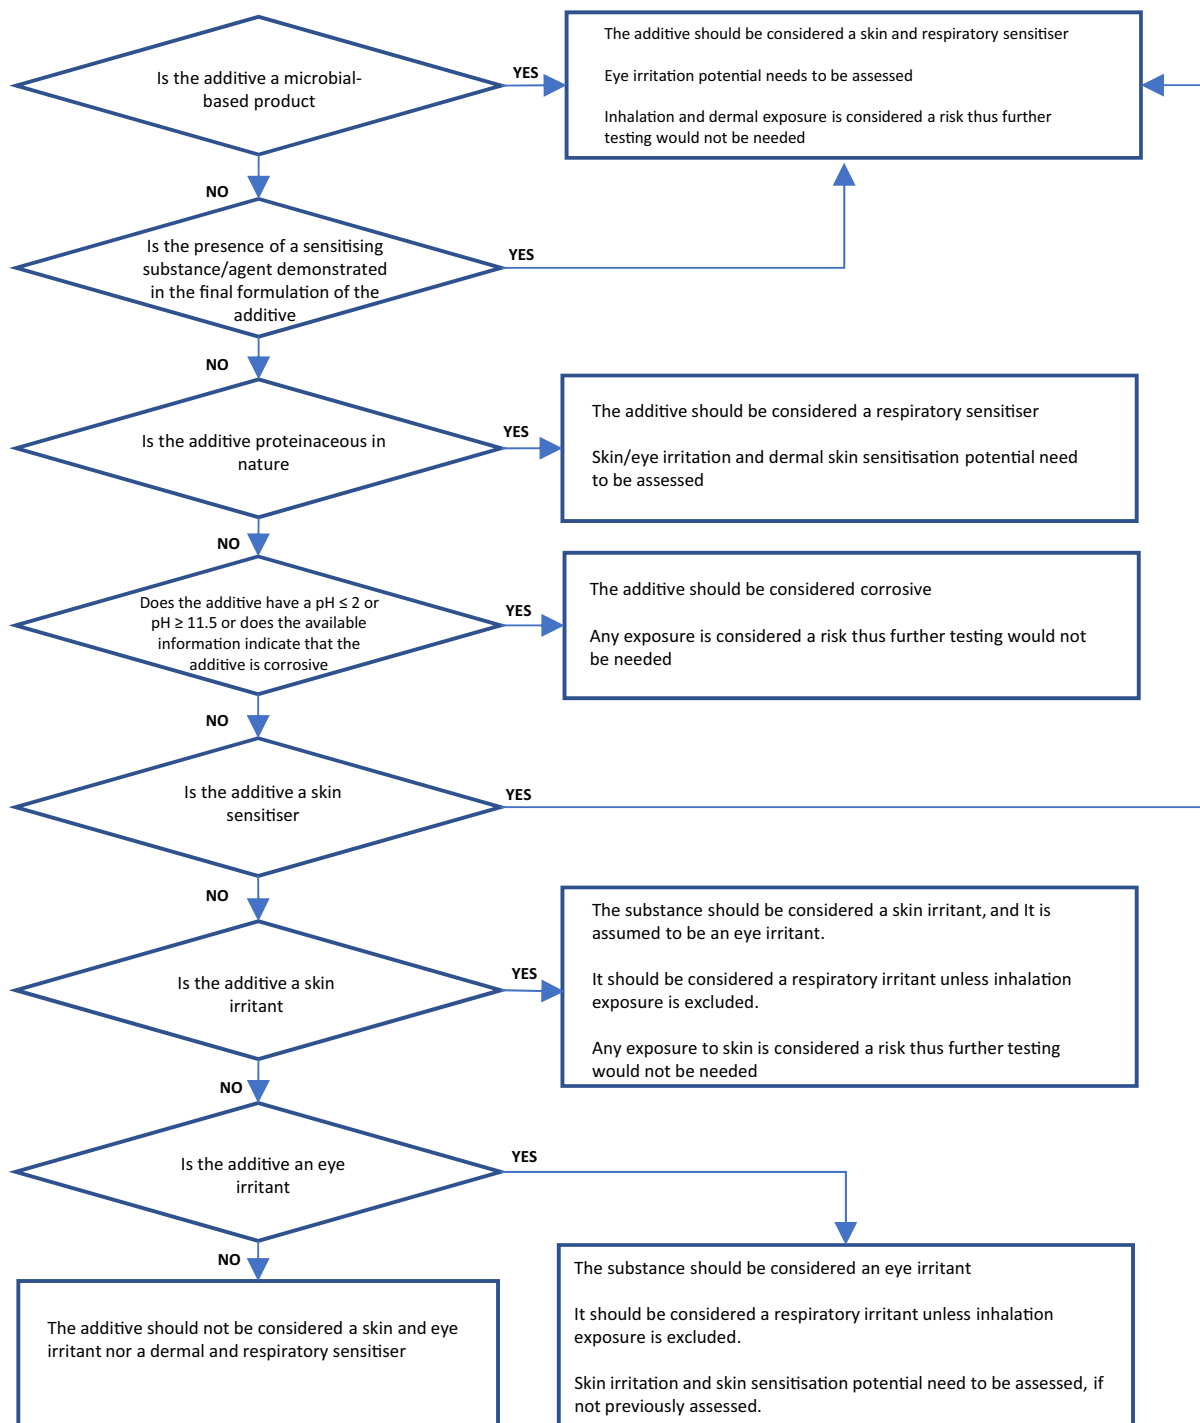 Is the additive a microbial-
based product
YES
The additive should be considered a skin and respiratory sensitiser
Eye irritation potential needs to be assessed
Inhalation and dermal exposure is considered a risk thus further
testing would not be needed
NO
Is the presence of a sensitising
substance/agent demonstrated
in the final formulation of the
additive
YES
NO
Is the additive proteinaceous in
nature
YES
The additive should be considered a respiratory sensitiser
Skin/eye irritation and dermal skin sensitisation potential need
to be assessed
NO
Does the additive have a pH ≤ 2 or
pH ≥ 11.5 or does the available
information indicate that the
additive is corrosive
YES
The additive should be considered corrosive
Any exposure is considered a risk thus further testing would not
be needed
NO
Is the additive a skin
sensitiser
YES
NO
Is the additive a skin
irritant
YES
The substance should be considered a skin irritant, and It is
assumed to be an eye irritant.
It should be considered a respiratory irritant unless inhalation
exposure is excluded.
Any exposure to skin is considered a risk thus further testing
would not be needed
NO
Is the additive an eye
irritant
YES
NO
The additive should not be considered a skin and eye
irritant nor a dermal and respiratory sensitiser
The substance should be considered an eye irritant
It should be considered a respiratory irritant unless inhalation
exposure is excluded.
Skin irritation and skin sensitisation potential need to be assessed, if
not previously assessed.